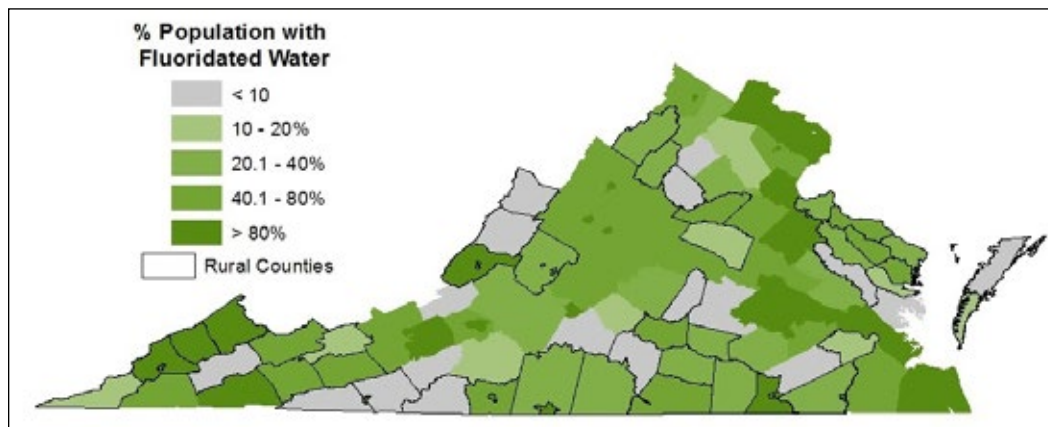 % Population with
Fluoridated Water
< 10
10 - 20%
20.1 - 40%
40.1 - 80%
> 80%
Rural Counties